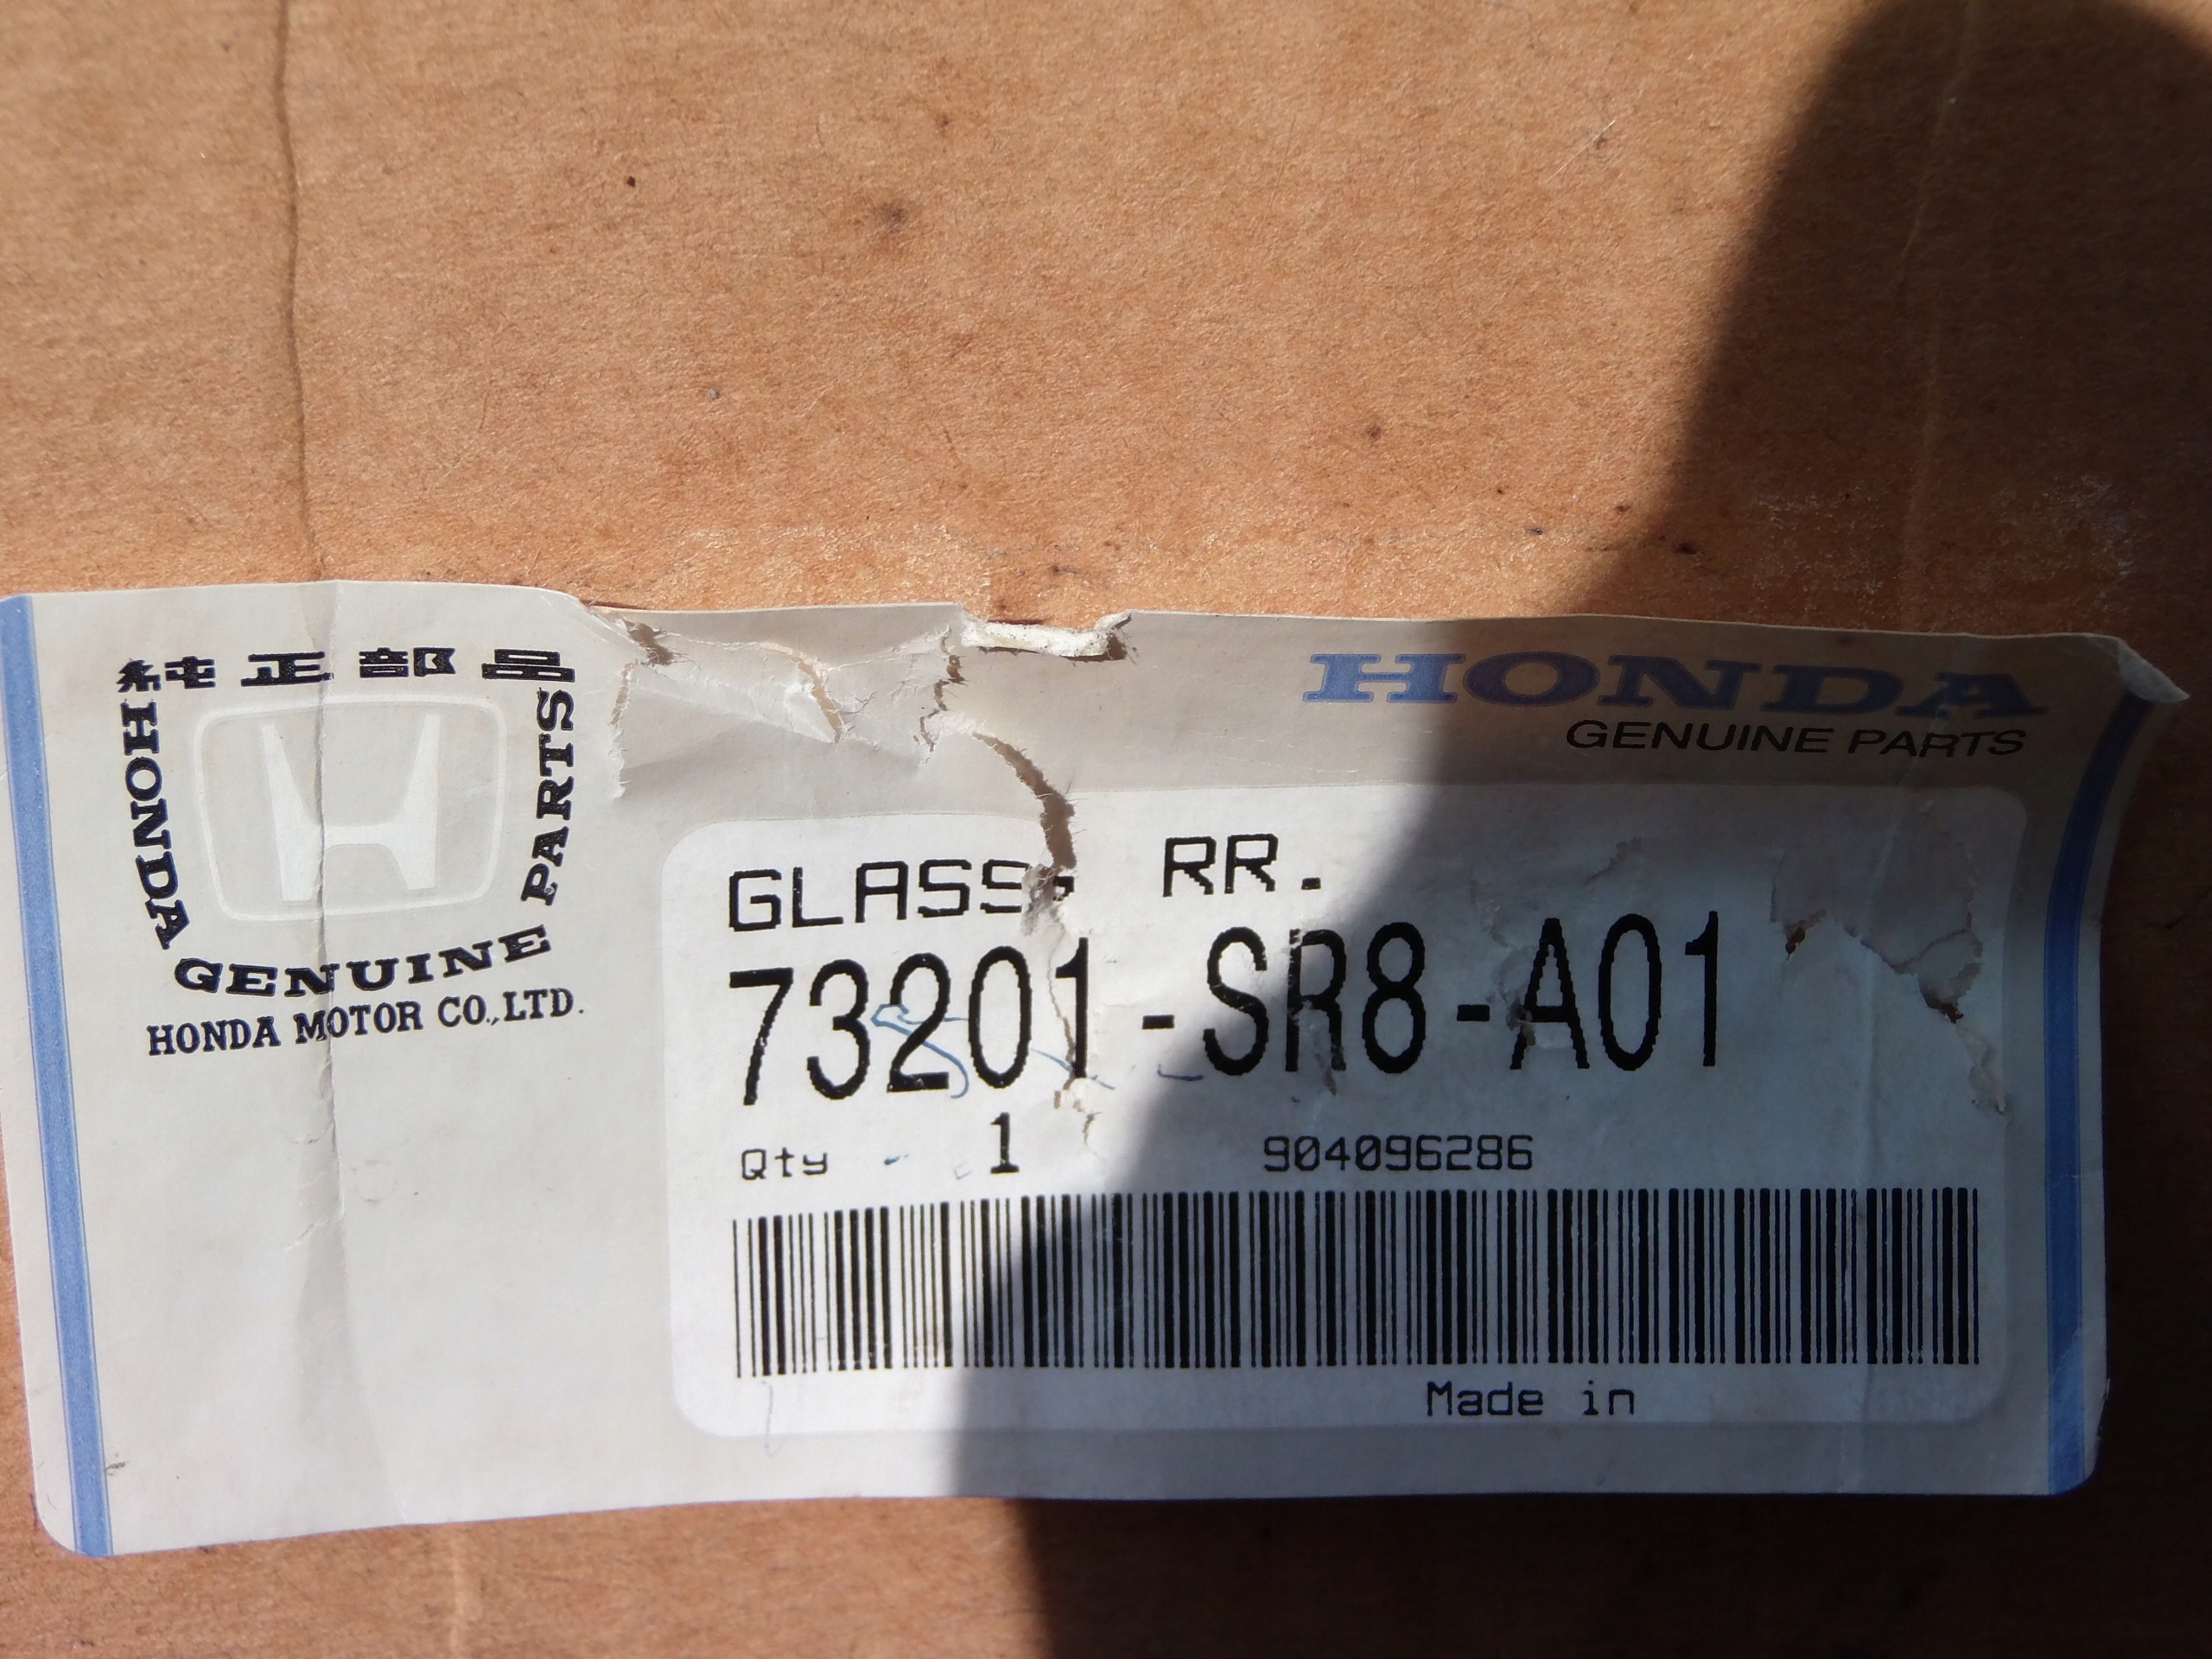 純正部品
HONDA GENUINE PARTS
HONDA MOTOR CO.,LTD.
HONDA
GENUINE PARTS
GLASS, RR.
73201-SR8-A01
Qty 1 904096286
Made in